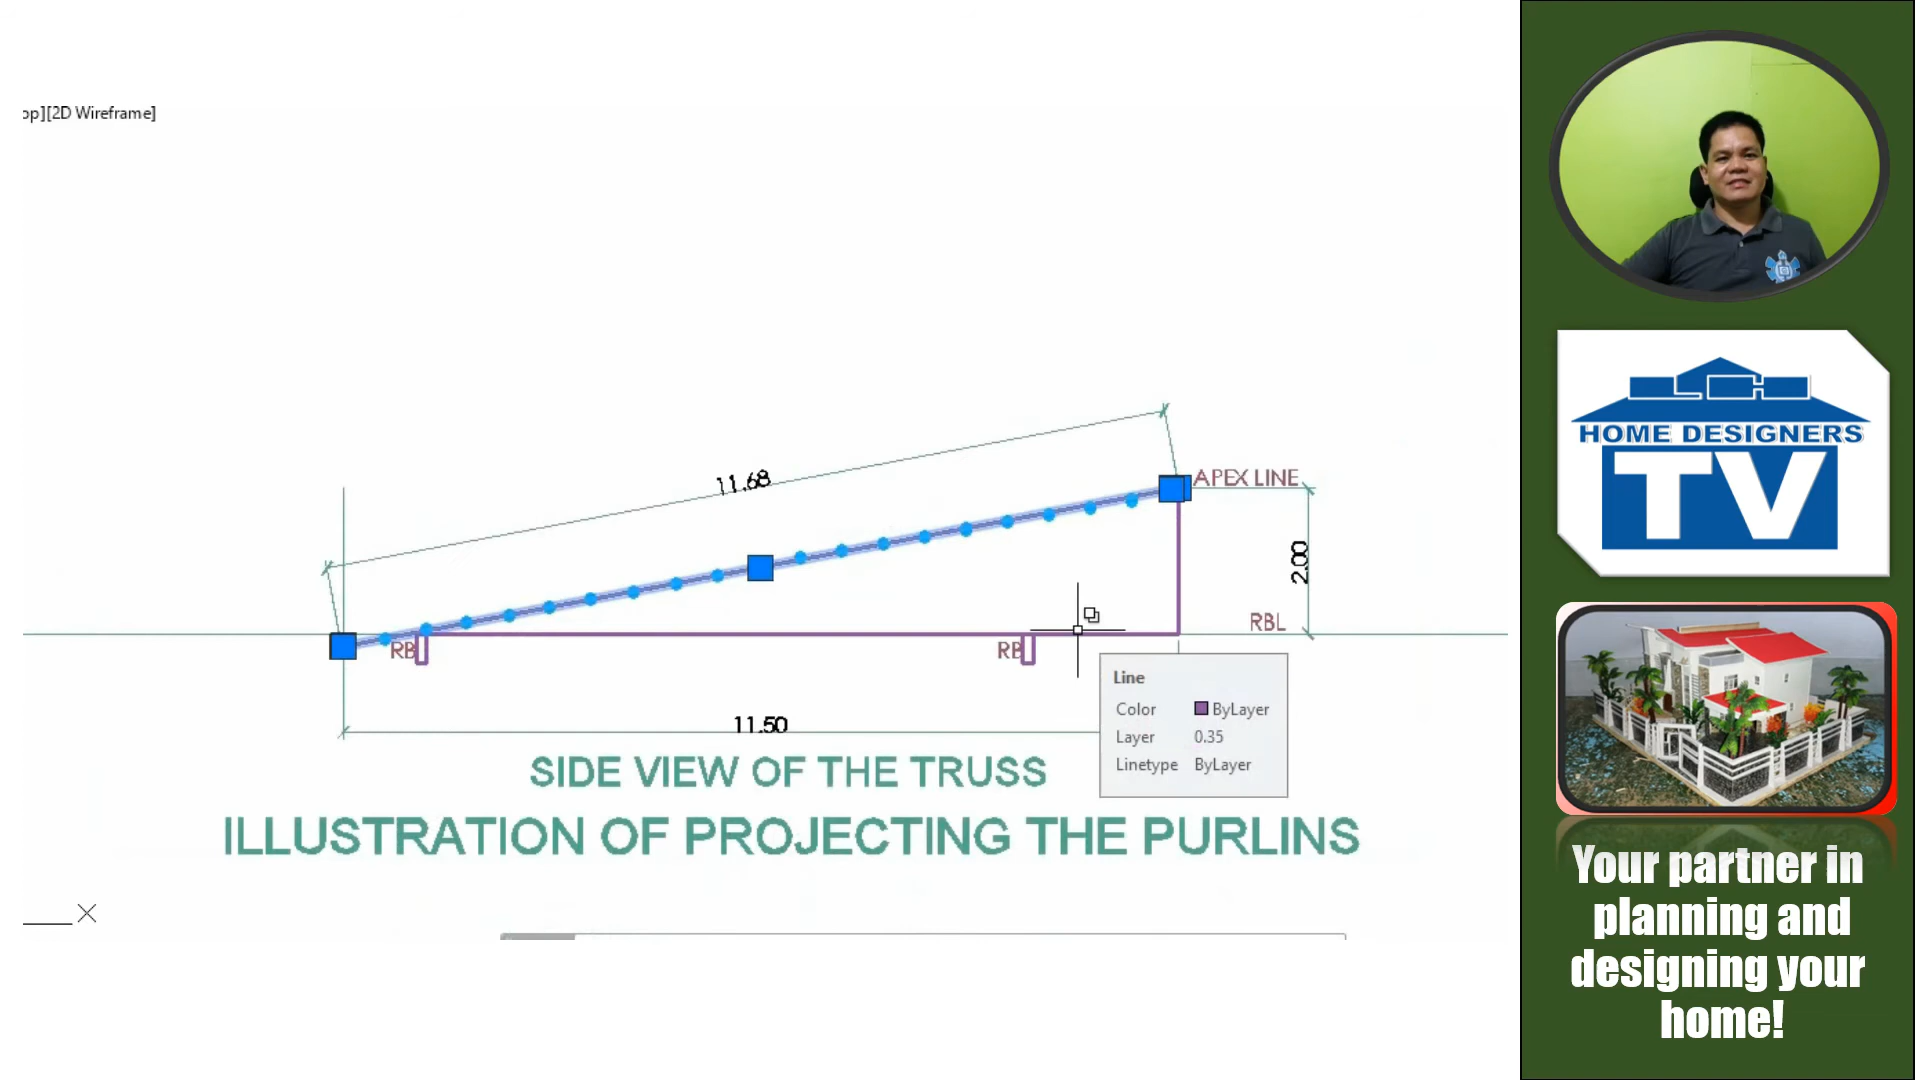 op][2D Wireframe]
11.68
APEX LINE
2.00
RBL
RB
RB
Line
Color ByLayer
Layer 0.35
Linetype ByLayer
11.50
SIDE VIEW OF THE TRUSS
ILLUSTRATION OF PROJECTING THE PURLINS
X
LCH
HOME DESIGNERS
TV
Your partner in
planning and
designing your
home!